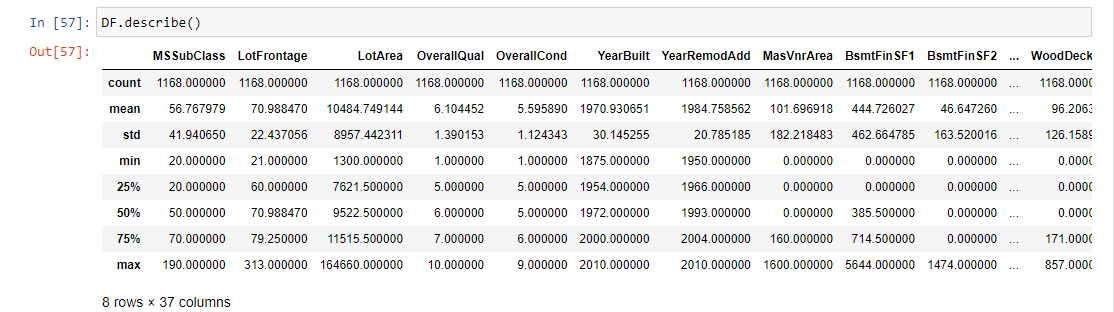 In [57]: DF.describe()
Out[57]:
MSSubClass LotFrontage LotArea OverallQual OverallCond YearBuilt YearRemodAdd MasVnrArea BsmtFinSF1 BsmtFinSF2 ... WoodDeck
count 1168.000000 1168.000000 1168.000000 1168.000000 1168.000000 1168.000000 1168.000000 1168.000000 1168.000000 1168.000000 ... 1168.000
mean 56.767979 70.988470 10484.749144 6.104452 5.595890 1970.930651 1984.758562 101.696918 444.726027 46.647260 ... 96.206
std 41.940650 22.437056 8957.442311 1.390153 1.124343 30.145255 20.785185 182.218483 462.664785 163.520016 ... 126.158
min 20.000000 21.000000 1300.000000 1.000000 1.000000 1875.000000 1950.000000 0.000000 0.000000 0.000000 ... 0.000
25% 20.000000 60.000000 7621.500000 5.000000 5.000000 1954.000000 1966.000000 0.000000 0.000000 0.000000 ... 0.000
50% 50.000000 70.988470 9522.500000 6.000000 5.000000 1972.000000 1993.000000 0.000000 385.500000 0.000000 ... 0.000
75% 70.000000 79.250000 11515.500000 7.000000 6.000000 2000.000000 2004.000000 160.000000 714.500000 0.000000 ... 171.000
max 190.000000 313.000000 164660.000000 10.000000 9.000000 2010.000000 2010.000000 1600.000000 5644.000000 1474.000000 ... 857.000
8 rows × 37 columns